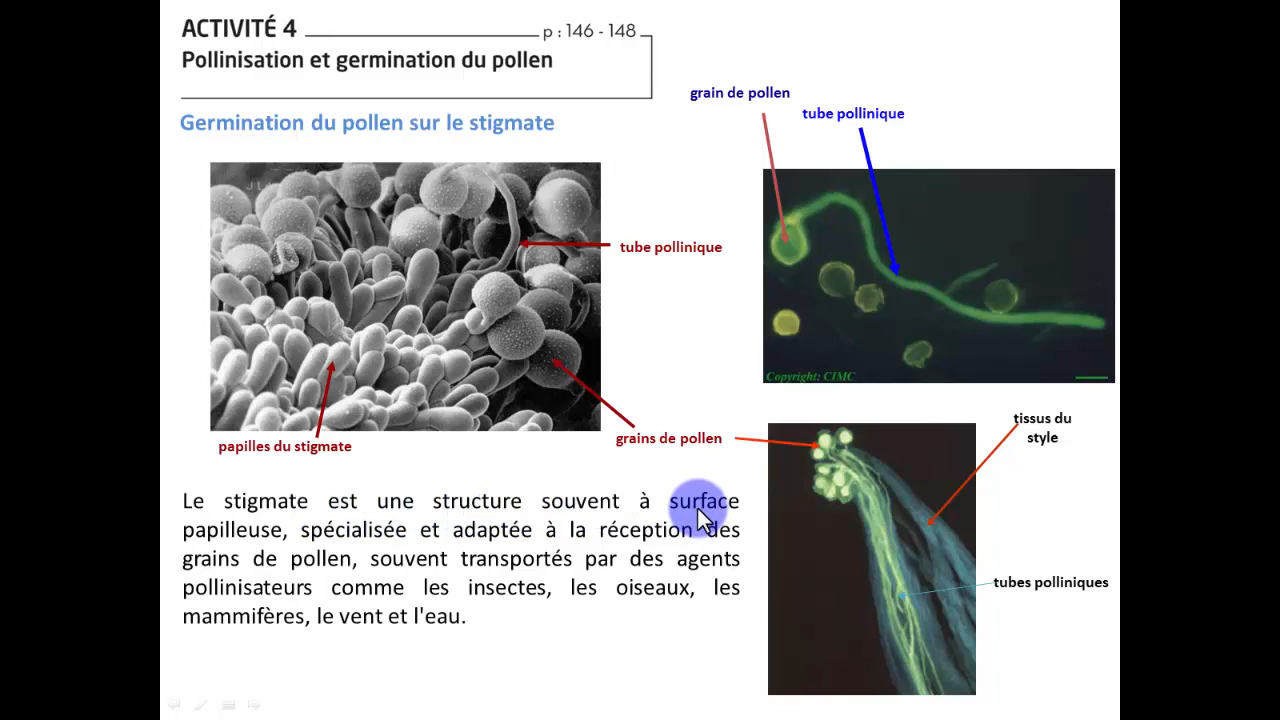 ACTIVITÉ 4
p : 146 - 148
Pollinisation et germination du pollen
Germination du pollen sur le stigmate
grain de pollen
tube pollinique
tube pollinique
Copyright: CIMC
papilles du stigmate
grains de pollen
tissus du
style
tubes polliniques
Le stigmate est une structure souvent à surface
papilleuse, spécialisée et adaptée à la réception des
grains de pollen, souvent transportés par des agents
pollinisateurs comme les insectes, les oiseaux, les
mammifères, le vent et l'eau.